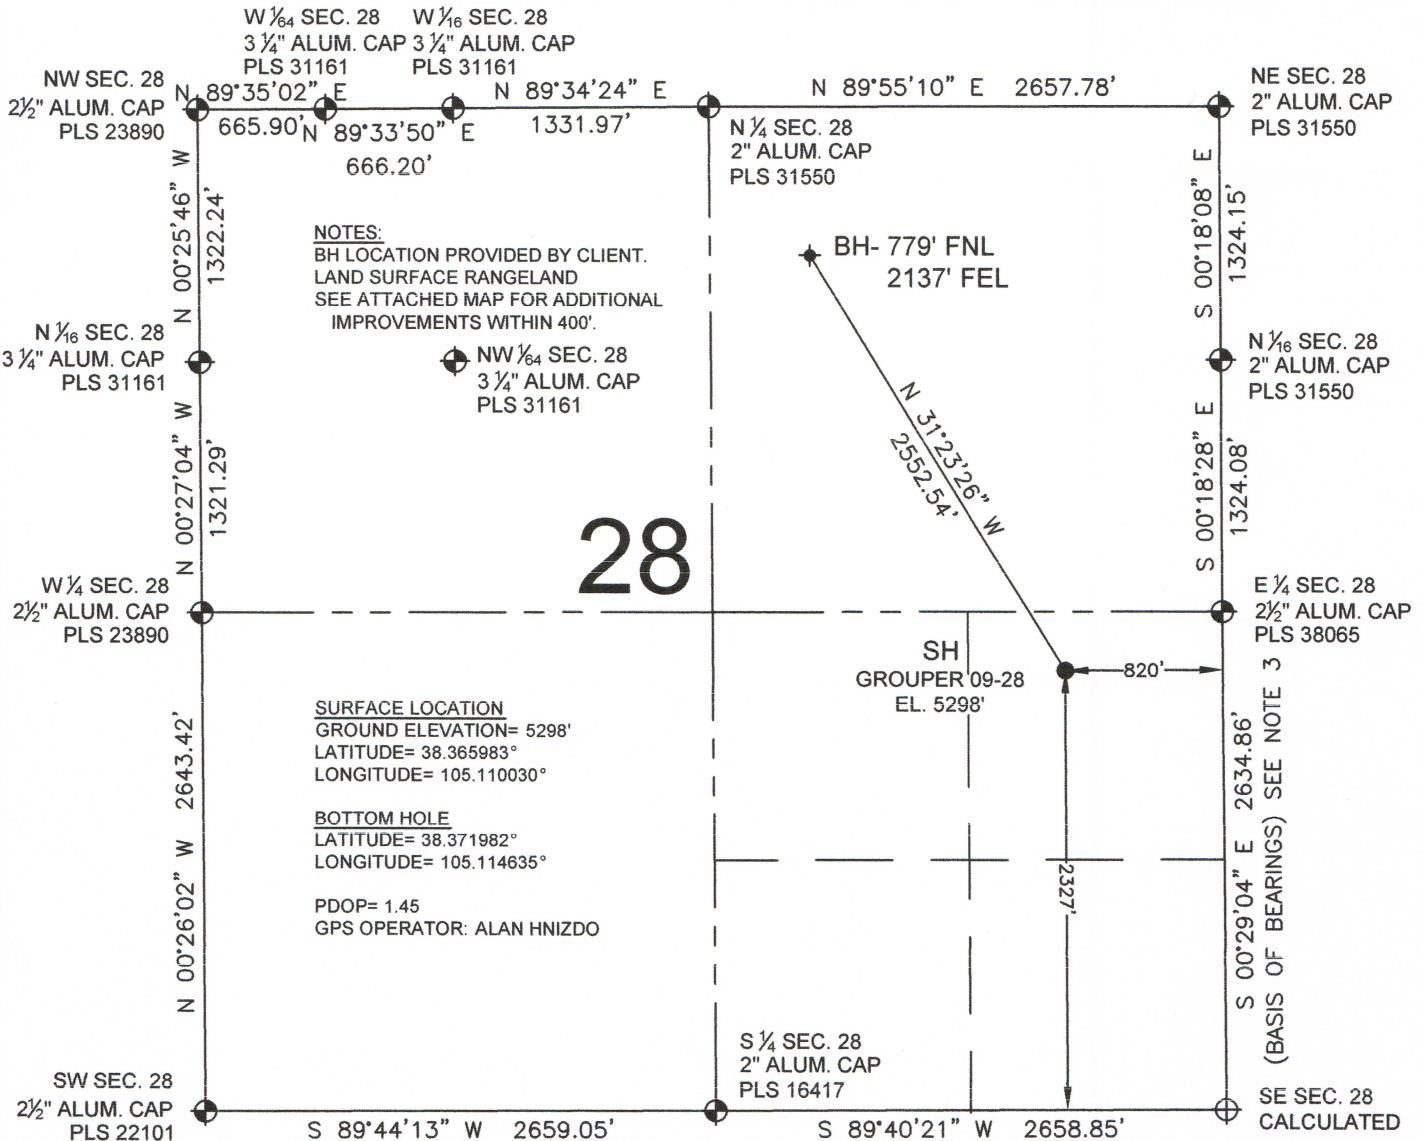 W 1/64 SEC. 28
3 1/4" ALUM. CAP
PLS 31161
W 1/16 SEC. 28
3 1/4" ALUM. CAP
PLS 31161
NW SEC. 28
2 1/2" ALUM. CAP
PLS 23890
N 89°35'02" E
665.90'
N 89°33'50" E
666.20'
N 89°34'24" E
1331.97'
N 89°55'10" E 2657.78'
NE SEC. 28
2" ALUM. CAP
PLS 31550
N 1/4 SEC. 28
2" ALUM. CAP
PLS 31550
N 00°25'46" W
1322.24'
S 00°18'08" E
1324.15'
NOTES:
BH LOCATION PROVIDED BY CLIENT.
LAND SURFACE RANGELAND
SEE ATTACHED MAP FOR ADDITIONAL
IMPROVEMENTS WITHIN 400'.
BH- 779' FNL
2137' FEL
N 1/16 SEC. 28
3 1/4" ALUM. CAP
PLS 31161
NW 1/64 SEC. 28
3 1/4" ALUM. CAP
PLS 31161
N 1/16 SEC. 28
2" ALUM. CAP
PLS 31550
N 31°23'26" W
2552.54'
N 00°27'04" W
1321.29'
S 00°18'28" E
1324.08'
28
W 1/4 SEC. 28
2 1/2" ALUM. CAP
PLS 23890
E 1/4 SEC. 28
2 1/2" ALUM. CAP
PLS 38065
SH
GROUPER 09-28
EL. 5298'
820'
2327'
SURFACE LOCATION
GROUND ELEVATION= 5298'
LATITUDE= 38.365983°
LONGITUDE= 105.110030°
BOTTOM HOLE
LATITUDE= 38.371982°
LONGITUDE= 105.114635°
PDOP= 1.45
GPS OPERATOR: ALAN HNIZDO
N 00°26'02" W 2643.42'
S 00°29'04" E 2634.86'
(BASIS OF BEARINGS) SEE NOTE 3
S 1/4 SEC. 28
2" ALUM. CAP
PLS 16417
SW SEC. 28
2 1/2" ALUM. CAP
PLS 22101
SE SEC. 28
CALCULATED
S 89°44'13" W 2659.05'
S 89°40'21" W 2658.85'